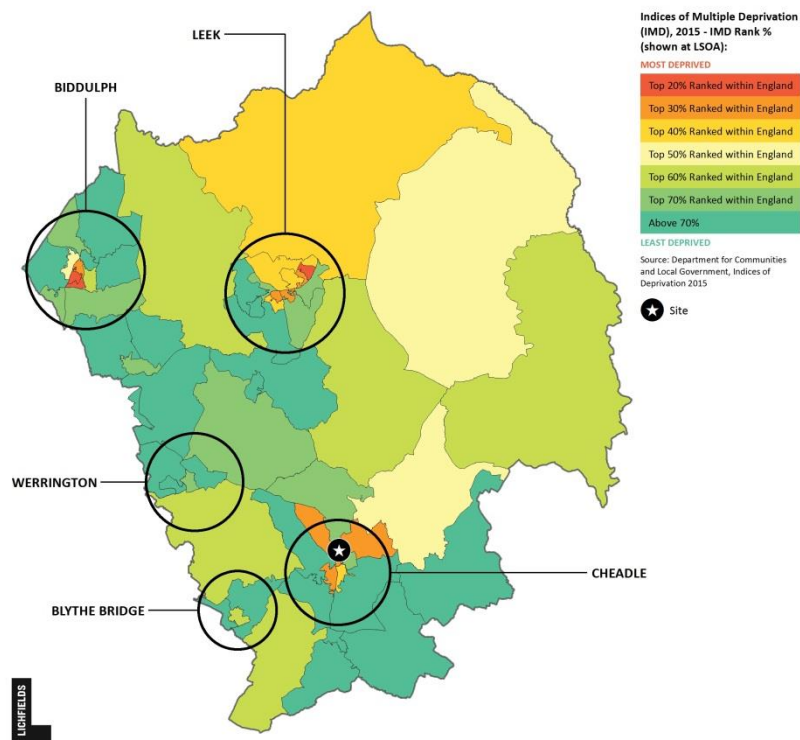 LEEK
BIDDULPH
WERRINGTON
BLYTHE BRIDGE
CHEADLE
Indices of Multiple Deprivation
(IMD), 2015 - IMD Rank %
(shown at LSOA):
MOST DEPRIVED
Top 20% Ranked within England
Top 30% Ranked within England
Top 40% Ranked within England
Top 50% Ranked within England
Top 60% Ranked within England
Top 70% Ranked within England
Above 70%
LEAST DEPRIVED
Source: Department for Communities
and Local Government, Indices of
Deprivation 2015
Site
LICHFIELDS